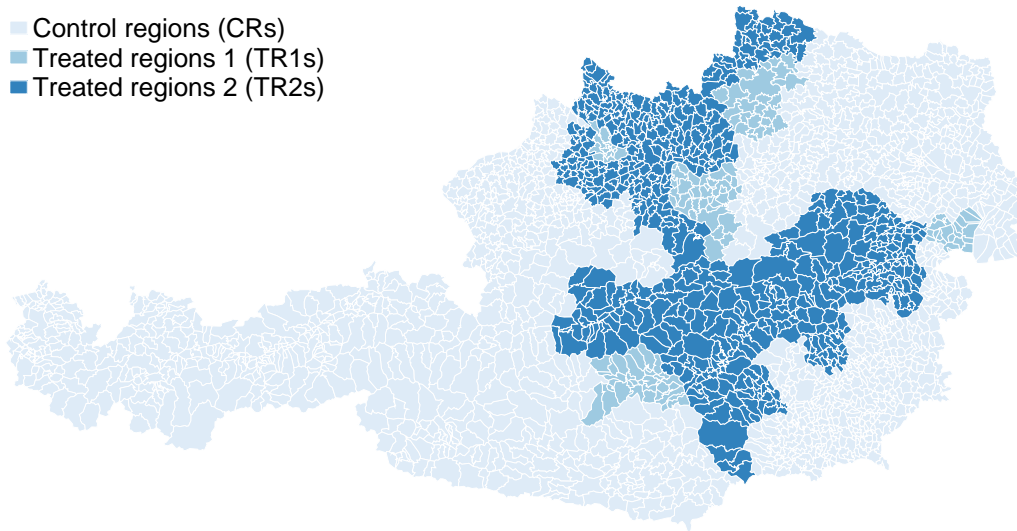 Control regions (CRs)
Treated regions 1 (TR1s)
Treated regions 2 (TR2s)